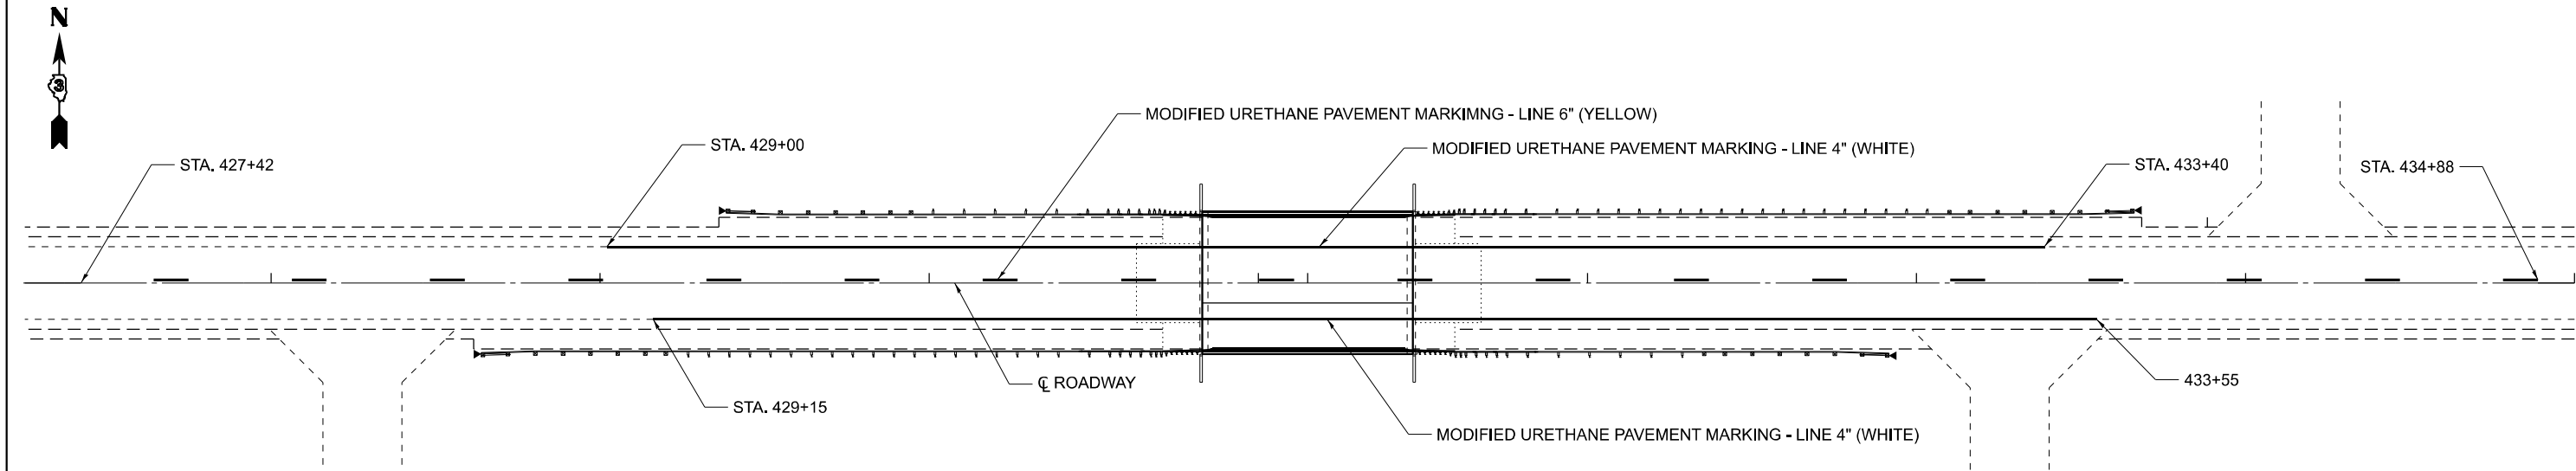 N
3
MODIFIED URETHANE PAVEMENT MARKIMNG - LINE 6" (YELLOW)
STA. 429+00
MODIFIED URETHANE PAVEMENT MARKING - LINE 4" (WHITE)
STA. 427+42
STA. 433+40
STA. 434+88
℄ ROADWAY
433+55
STA. 429+15
MODIFIED URETHANE PAVEMENT MARKING - LINE 4" (WHITE)